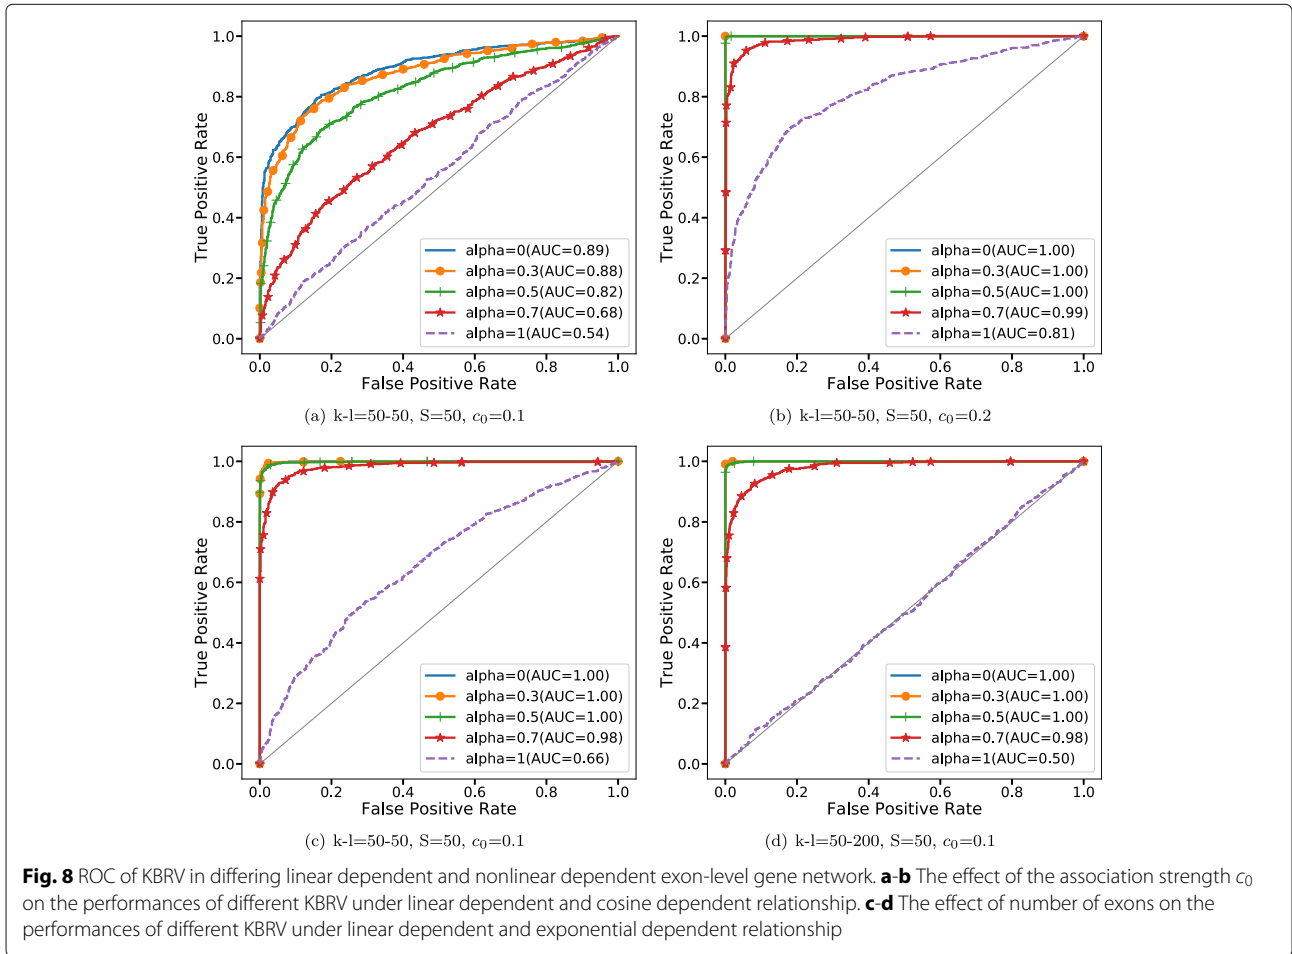 1.0
0.8
0.6
0.4
0.2
0.0
True Positive Rate
alpha=0(AUC=0.89)
alpha=0.3(AUC=0.88)
alpha=0.5(AUC=0.82)
alpha=0.7(AUC=0.68)
alpha=1(AUC=0.54)
0.0 0.2 0.4 0.6 0.8 1.0
False Positive Rate
(a) k-l=50-50, S=50, c₀=0.1
1.0
0.8
0.6
0.4
0.2
0.0
True Positive Rate
alpha=0(AUC=1.00)
alpha=0.3(AUC=1.00)
alpha=0.5(AUC=1.00)
alpha=0.7(AUC=0.99)
alpha=1(AUC=0.81)
0.0 0.2 0.4 0.6 0.8 1.0
False Positive Rate
(b) k-l=50-50, S=50, c₀=0.2
1.0
0.8
0.6
0.4
0.2
0.0
True Positive Rate
alpha=0(AUC=1.00)
alpha=0.3(AUC=1.00)
alpha=0.5(AUC=1.00)
alpha=0.7(AUC=0.98)
alpha=1(AUC=0.66)
0.0 0.2 0.4 0.6 0.8 1.0
False Positive Rate
(c) k-l=50-50, S=50, c₀=0.1
1.0
0.8
0.6
0.4
0.2
0.0
True Positive Rate
alpha=0(AUC=1.00)
alpha=0.3(AUC=1.00)
alpha=0.5(AUC=1.00)
alpha=0.7(AUC=0.98)
alpha=1(AUC=0.50)
0.0 0.2 0.4 0.6 0.8 1.0
False Positive Rate
(d) k-l=50-200, S=50, c₀=0.1
Fig. 8 ROC of KBRV in differing linear dependent and nonlinear dependent exon-level gene network. a-b The effect of the association strength c₀
on the performances of different KBRV under linear dependent and cosine dependent relationship. c-d The effect of number of exons on the
performances of different KBRV under linear dependent and exponential dependent relationship